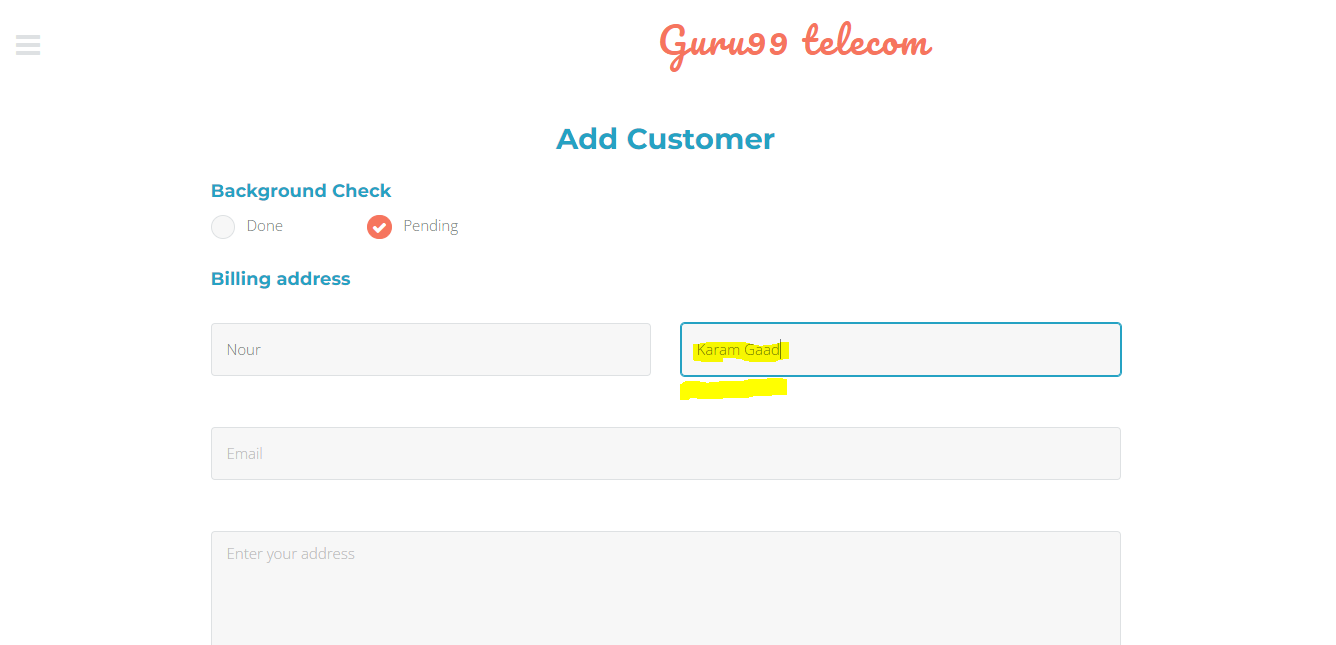 Guru99 telecom
Add Customer
Background Check
Done Pending
Billing address
Nour Karam Gaad
Email
Enter your address